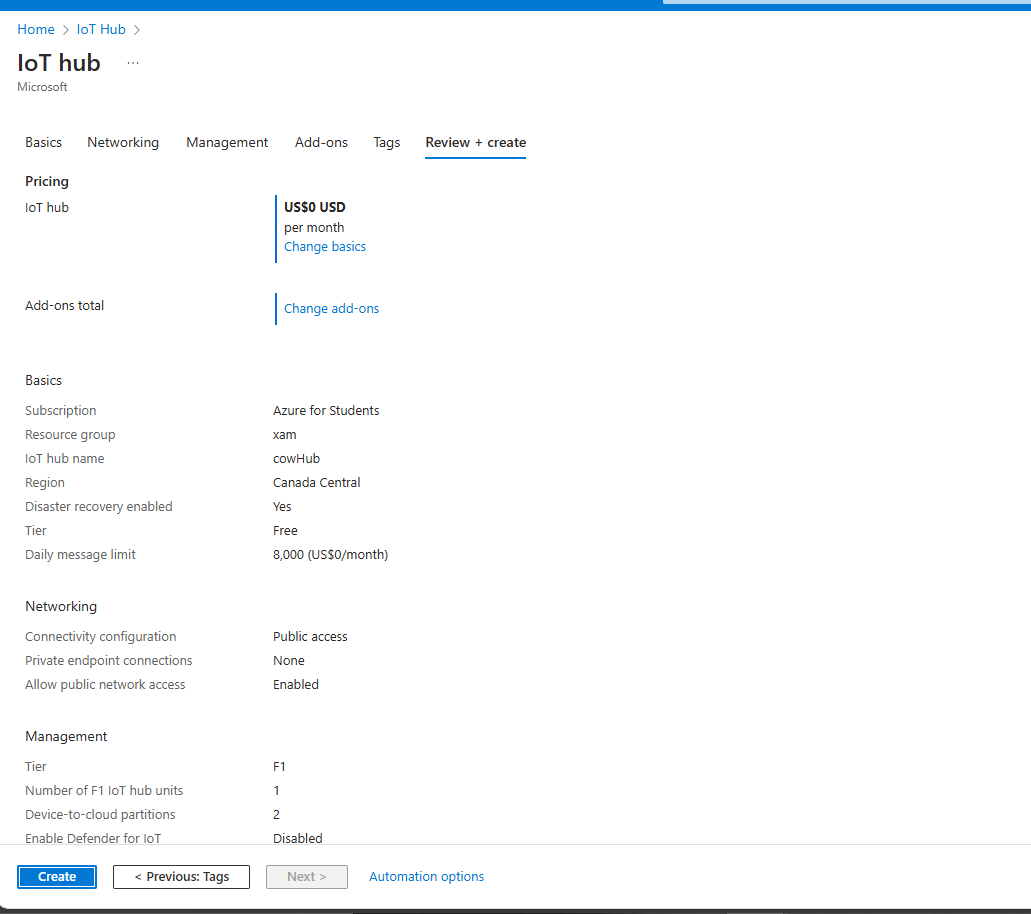 Home > IoT Hub >
IoT hub ...
Microsoft
Basics Networking Management Add-ons Tags Review + create
Pricing
IoT hub US$0 USD
per month
Change basics
Add-ons total Change add-ons
Basics
Subscription Azure for Students
Resource group xam
IoT hub name cowHub
Region Canada Central
Disaster recovery enabled Yes
Tier Free
Daily message limit 8,000 (US$0/month)
Networking
Connectivity configuration Public access
Private endpoint connections None
Allow public network access Enabled
Management
Tier F1
Number of F1 IoT hub units 1
Device-to-cloud partitions 2
Enable Defender for IoT Disabled
Create < Previous: Tags Next > Automation options